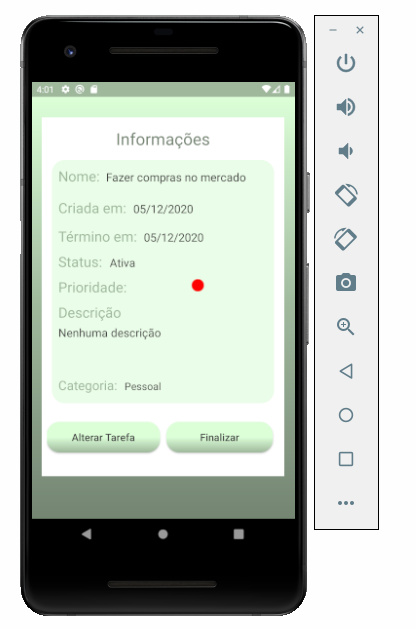 4:01
Informações
Nome: Fazer compras no mercado
Criada em: 05/12/2020
Término em: 05/12/2020
Status: Ativa
Prioridade:
Descrição
Nenhuma descrição
Categoria: Pessoal
Alterar Tarefa Finalizar